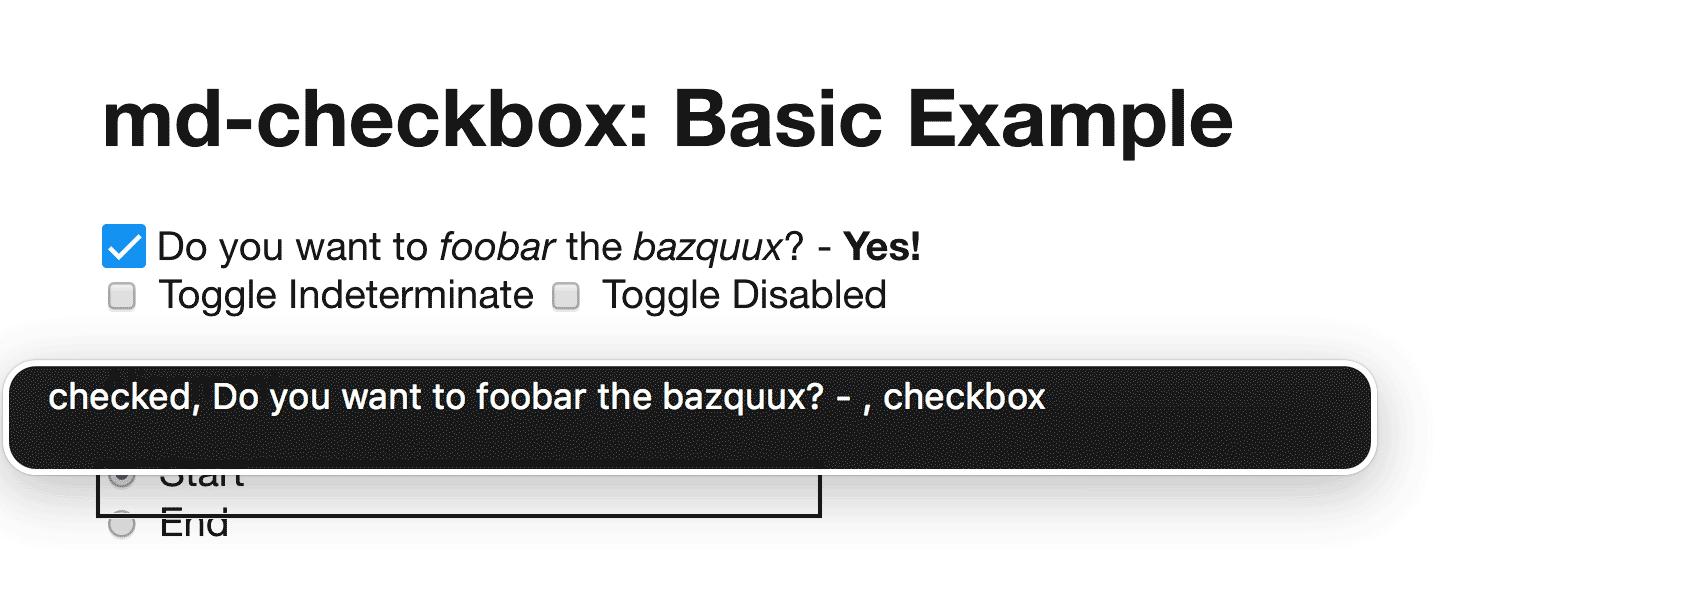 md-checkbox: Basic Example
Do you want to foobar the bazquux? - Yes!
Toggle Indeterminate Toggle Disabled
checked, Do you want to foobar the bazquux? - , checkbox
Start
End